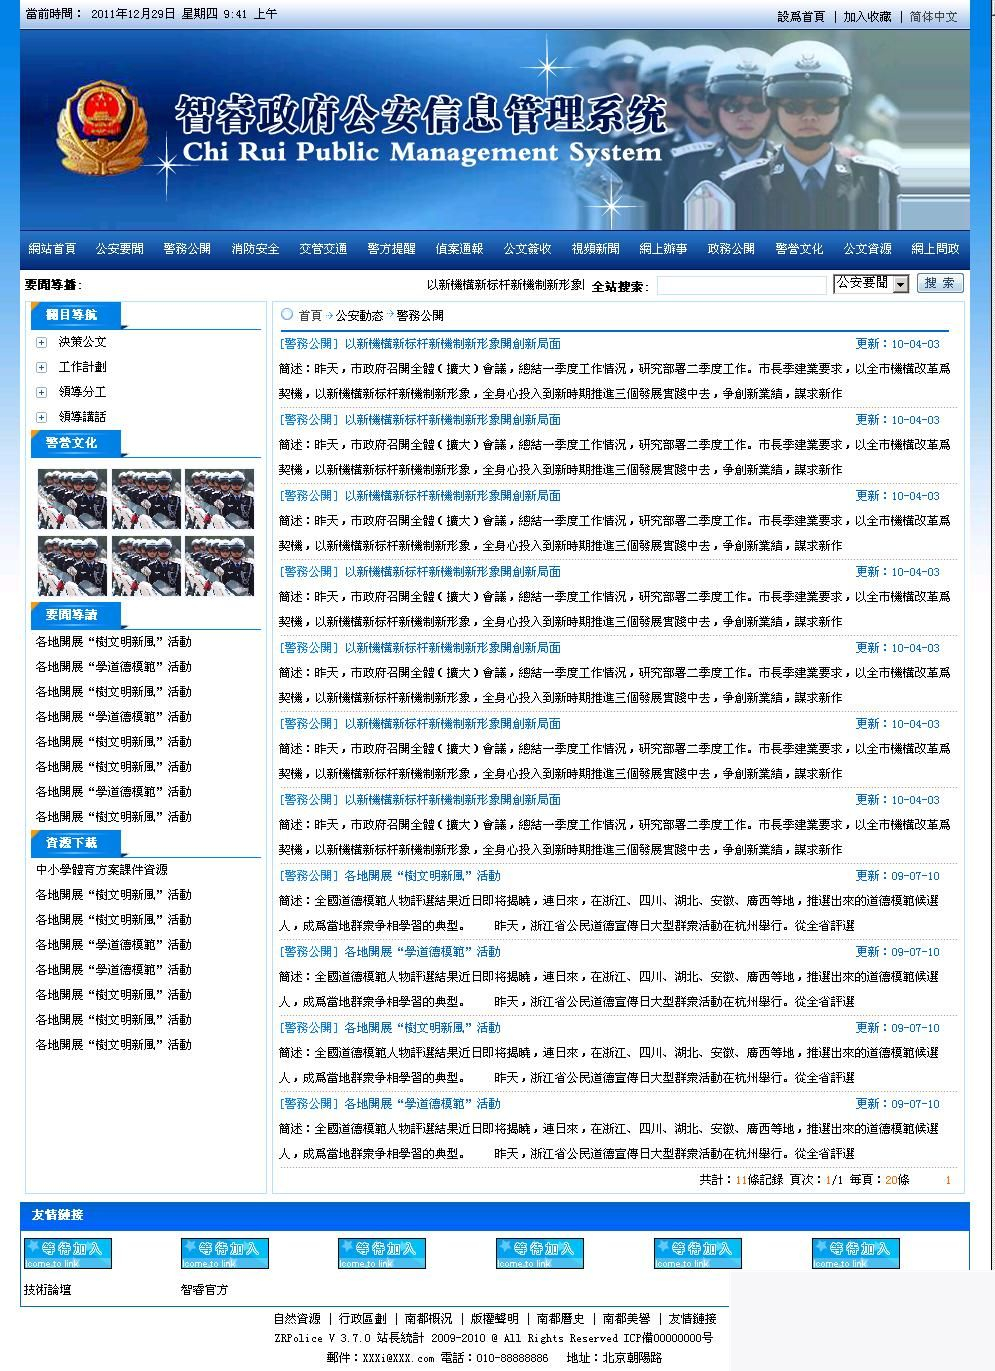 當前時間： 2011年12月29日 星期四 9:41 上午
設爲首頁 | 加入收藏 | 简体中文
智睿政府公安信息管理系统
Chi Rui Public Management System
網站首頁 公安要聞 警務公開 消防安全 交管交通 警方提醒 偵案通報 公文簽收 視頻新聞 網上辦事 政務公開 警營文化 公文資源 網上問政
要聞導播: 以新機構新标杆新機制新形象 全站搜索: 公安要聞 搜 索
欄目導航
決策公文
工作計劃
領導分工
領導講話
警營文化
要聞導讀
各地開展“樹文明新風”活動
各地開展“學道德模範”活動
各地開展“樹文明新風”活動
各地開展“學道德模範”活動
各地開展“樹文明新風”活動
各地開展“樹文明新風”活動
各地開展“學道德模範”活動
各地開展“樹文明新風”活動
資源下載
中小學體育方案課件資源
各地開展“樹文明新風”活動
各地開展“樹文明新風”活動
各地開展“學道德模範”活動
各地開展“學道德模範”活動
各地開展“樹文明新風”活動
各地開展“樹文明新風”活動
各地開展“樹文明新風”活動
首頁 公安動态 警務公開
[警務公開] 以新機構新标杆新機制新形象開創新局面 更新：10-04-03
簡述：昨天，市政府召開全體（擴大）會議，總結一季度工作情況，研究部署二季度工作。市長季建業要求，以全市機構改革爲
契機，以新機構新标杆新機制新形象，全身心投入到新時期推進三個發展實踐中去，争創新業績，謀求新作
[警務公開] 以新機構新标杆新機制新形象開創新局面 更新：10-04-03
簡述：昨天，市政府召開全體（擴大）會議，總結一季度工作情況，研究部署二季度工作。市長季建業要求，以全市機構改革爲
契機，以新機構新标杆新機制新形象，全身心投入到新時期推進三個發展實踐中去，争創新業績，謀求新作
[警務公開] 以新機構新标杆新機制新形象開創新局面 更新：10-04-03
簡述：昨天，市政府召開全體（擴大）會議，總結一季度工作情況，研究部署二季度工作。市長季建業要求，以全市機構改革爲
契機，以新機構新标杆新機制新形象，全身心投入到新時期推進三個發展實踐中去，争創新業績，謀求新作
[警務公開] 以新機構新标杆新機制新形象開創新局面 更新：10-04-03
簡述：昨天，市政府召開全體（擴大）會議，總結一季度工作情況，研究部署二季度工作。市長季建業要求，以全市機構改革爲
契機，以新機構新标杆新機制新形象，全身心投入到新時期推進三個發展實踐中去，争創新業績，謀求新作
[警務公開] 以新機構新标杆新機制新形象開創新局面 更新：10-04-03
簡述：昨天，市政府召開全體（擴大）會議，總結一季度工作情況，研究部署二季度工作。市長季建業要求，以全市機構改革爲
契機，以新機構新标杆新機制新形象，全身心投入到新時期推進三個發展實踐中去，争創新業績，謀求新作
[警務公開] 以新機構新标杆新機制新形象開創新局面 更新：10-04-03
簡述：昨天，市政府召開全體（擴大）會議，總結一季度工作情況，研究部署二季度工作。市長季建業要求，以全市機構改革爲
契機，以新機構新标杆新機制新形象，全身心投入到新時期推進三個發展實踐中去，争創新業績，謀求新作
[警務公開] 以新機構新标杆新機制新形象開創新局面 更新：10-04-03
簡述：昨天，市政府召開全體（擴大）會議，總結一季度工作情況，研究部署二季度工作。市長季建業要求，以全市機構改革爲
契機，以新機構新标杆新機制新形象，全身心投入到新時期推進三個發展實踐中去，争創新業績，謀求新作
[警務公開] 各地開展“樹文明新風”活動 更新：09-07-10
簡述：全國道德模範人物評選結果近日即将揭曉，連日來，在浙江、四川、湖北、安徽、廣西等地，推選出來的道德模範候選
人，成爲當地群衆争相學習的典型。 昨天，浙江省公民道德宣傳日大型群衆活動在杭州舉行。從全省評選
[警務公開] 各地開展“學道德模範”活動 更新：09-07-10
簡述：全國道德模範人物評選結果近日即将揭曉，連日來，在浙江、四川、湖北、安徽、廣西等地，推選出來的道德模範候選
人，成爲當地群衆争相學習的典型。 昨天，浙江省公民道德宣傳日大型群衆活動在杭州舉行。從全省評選
[警務公開] 各地開展“樹文明新風”活動 更新：09-07-10
簡述：全國道德模範人物評選結果近日即将揭曉，連日來，在浙江、四川、湖北、安徽、廣西等地，推選出來的道德模範候選
人，成爲當地群衆争相學習的典型。 昨天，浙江省公民道德宣傳日大型群衆活動在杭州舉行。從全省評選
[警務公開] 各地開展“學道德模範”活動 更新：09-07-10
簡述：全國道德模範人物評選結果近日即将揭曉，連日來，在浙江、四川、湖北、安徽、廣西等地，推選出來的道德模範候選
人，成爲當地群衆争相學習的典型。 昨天，浙江省公民道德宣傳日大型群衆活動在杭州舉行。從全省評選
共計：11條記錄 頁次：1/1 每頁：20條 1
友情鏈接
等待加入 等待加入 等待加入 等待加入 等待加入 等待加入
lcome.to link lcome.to link lcome.to link lcome.to link lcome.to link lcome.to link
技術論壇 智睿官方
自然資源 | 行政區劃 | 南都概況 | 版權聲明 | 南都曆史 | 南都美譽 | 友情鏈接
ZRPolice V 3.7.0 站長統計 2009-2010 @ All Rights Reserved ICP備00000000号
郵件：XXXi@XXX.com 電話：010-88888886 地址：北京朝陽路